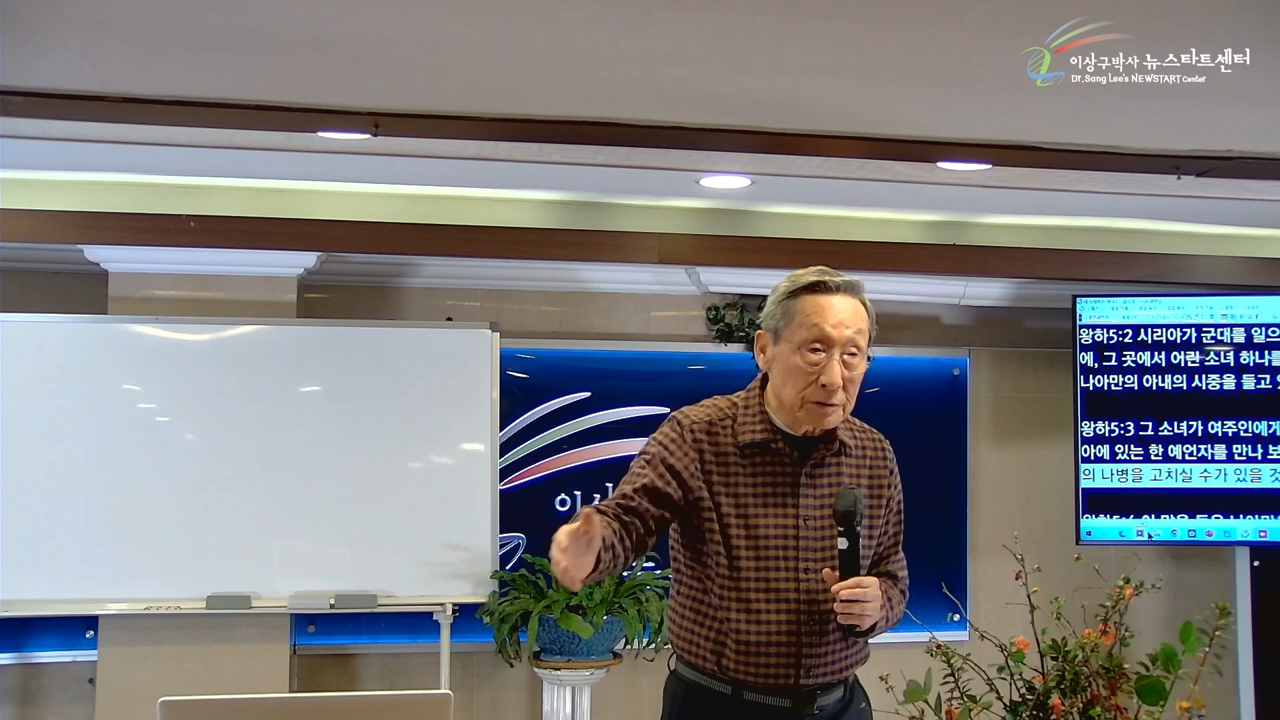 이상구박사 뉴스타트센터
Dr. Sang Lee's NEWSTART Center
왕하5:2 시리아가 군대를 일으
에, 그 곳에서 어린 소녀 하나를
나아만의 아내의 시중을 들고
왕하5:3 그 소녀가 여주인에게
아에 있는 한 예언자를 만나 보
의 나병을 고치실 수가 있을
이상